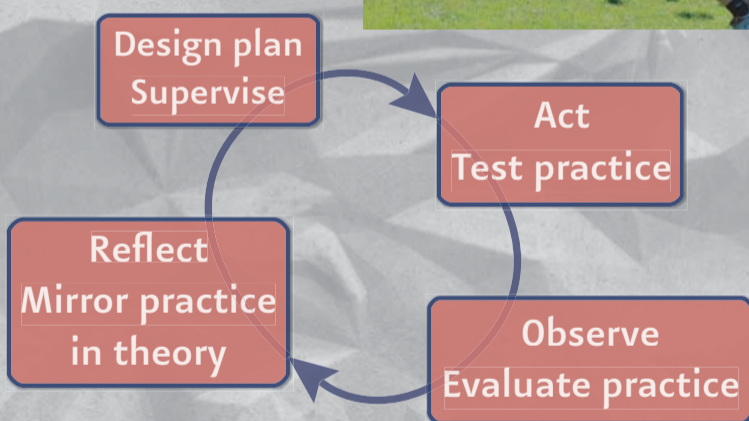 Design plan
Supervise
Act
Test practice
Observe
Evaluate practice
Reflect
Mirror practice
in theory